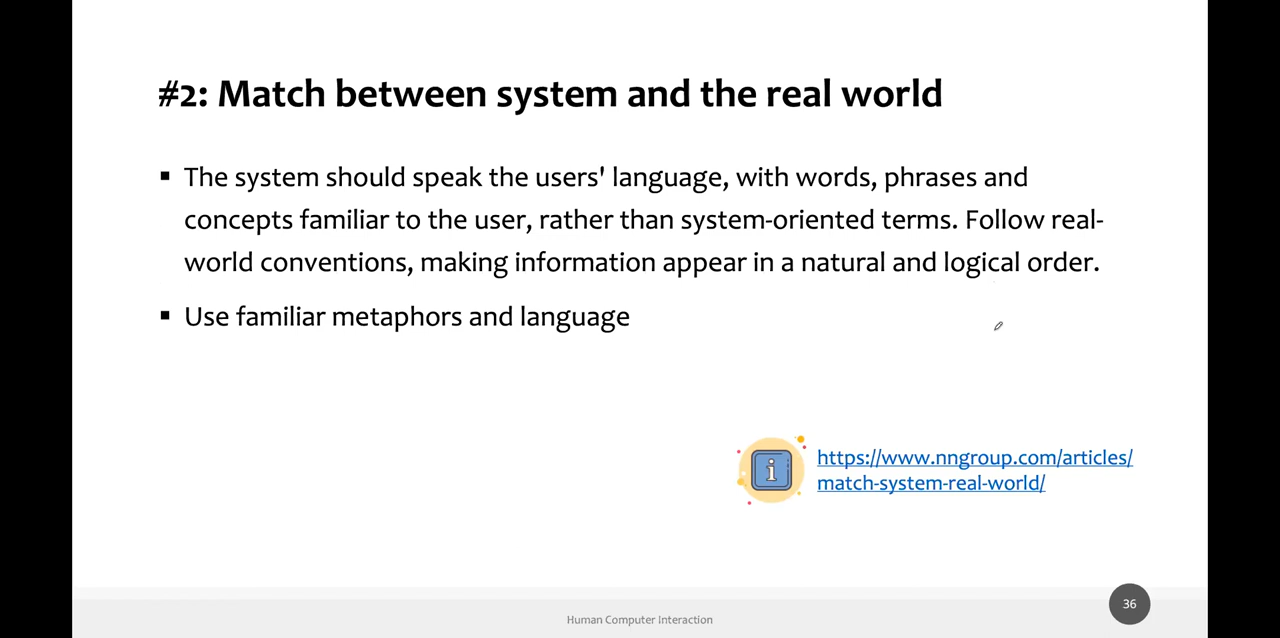 #2: Match between system and the real world
▪ The system should speak the users' language, with words, phrases and
concepts familiar to the user, rather than system-oriented terms. Follow real-
world conventions, making information appear in a natural and logical order.
▪ Use familiar metaphors and language
i
https://www.nngroup.com/articles/
match-system-real-world/
36
Human Computer Interaction